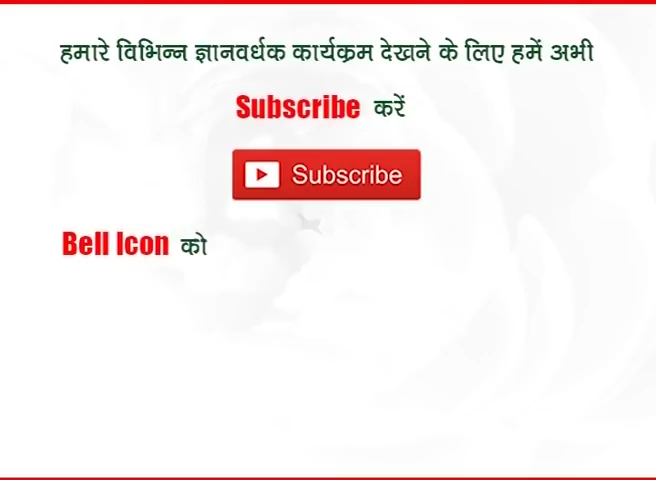 हमारे विभिन्न ज्ञानवर्धक कार्यक्रम देखने के लिए हमें अभी
Subscribe करें
Subscribe
Bell Icon को